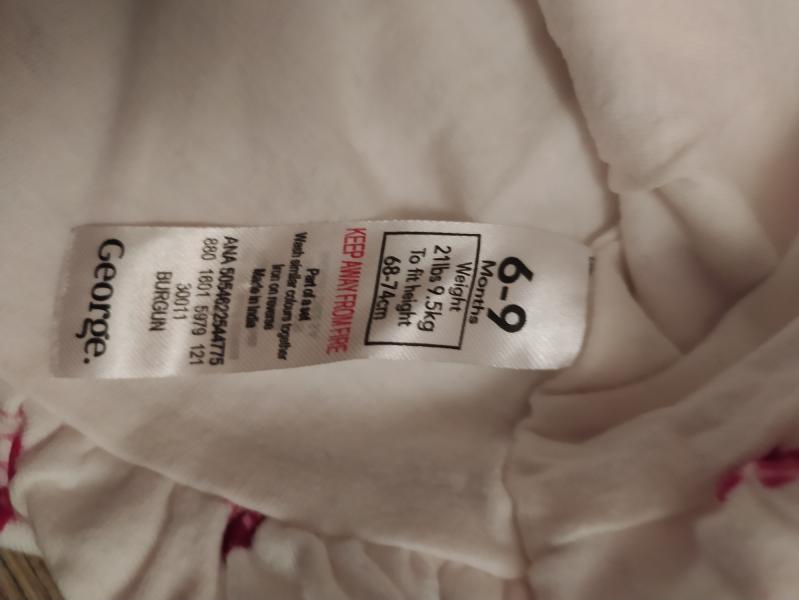 6-9
Months
Weight
21lbs 9.5kg
To fit height
68-74cm
KEEP AWAY FROM FIRE
Part of a set
Wash similar colours together
Iron on reverse
Made in India
ANA 5054622544775
880 1601 5979 121
30011
BURGUN
George.